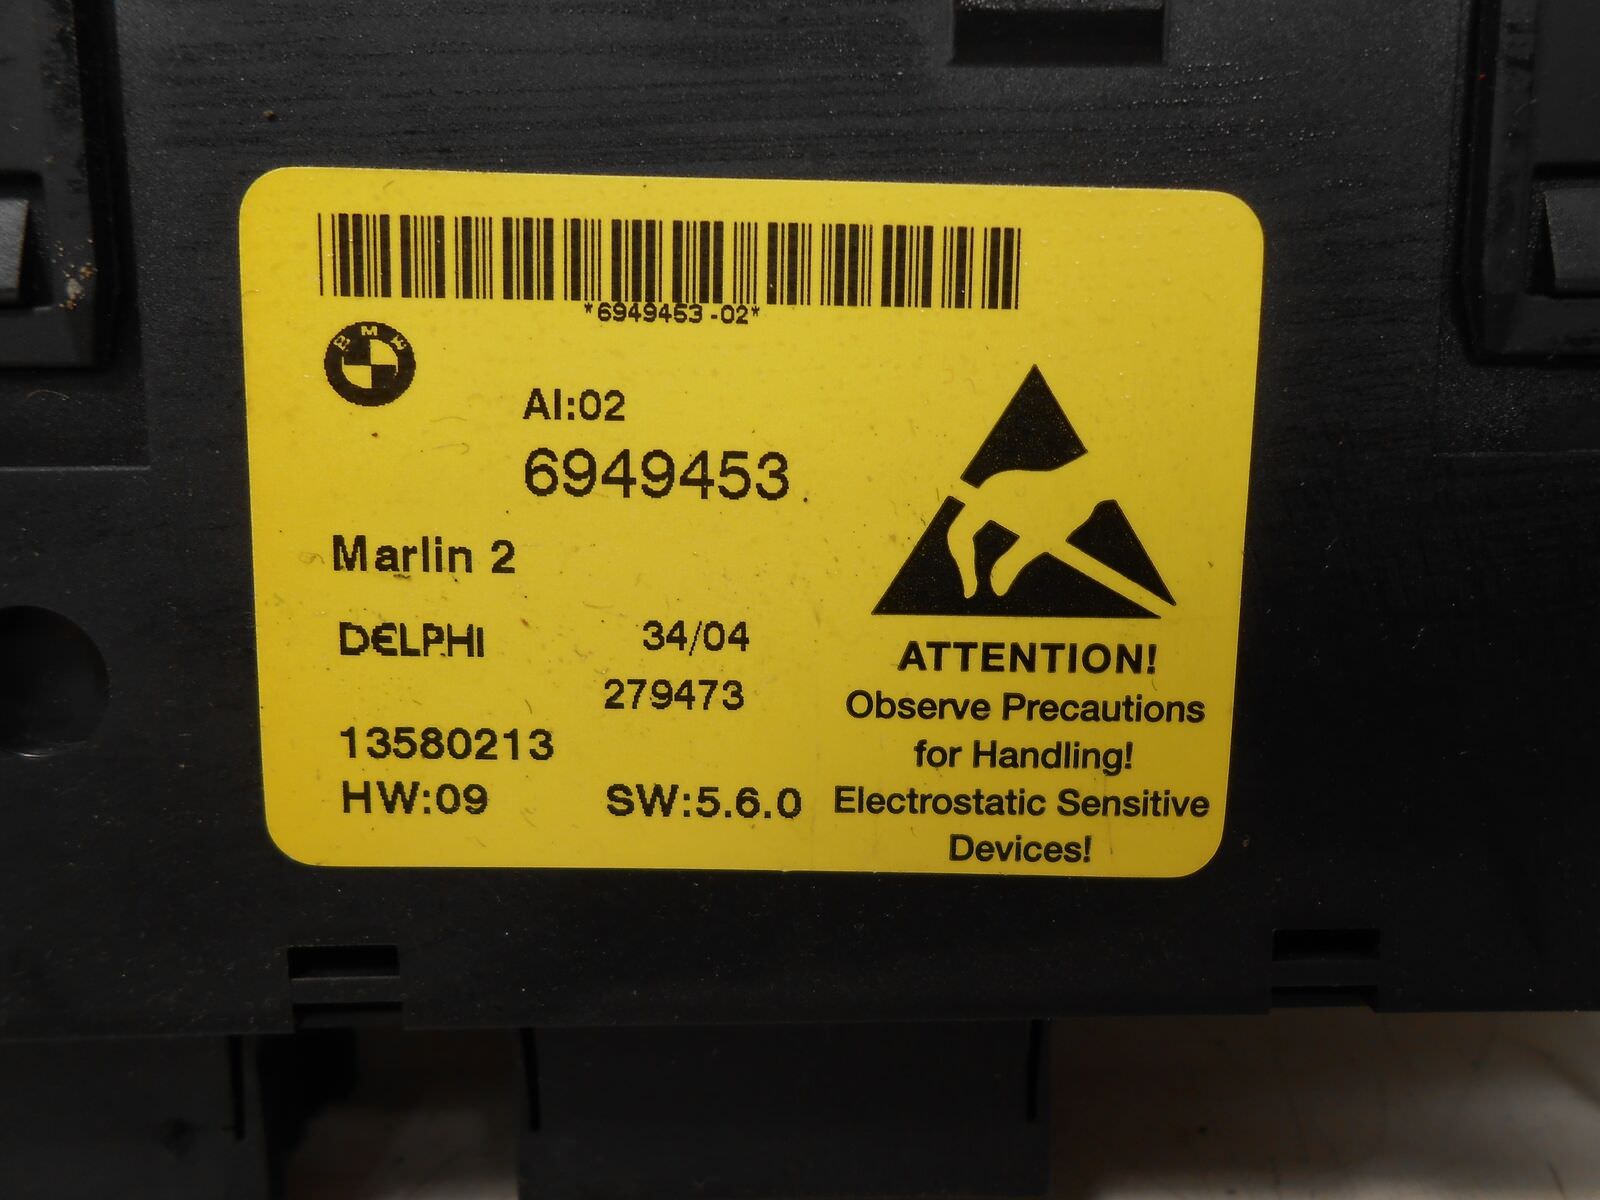 *6949453-02*
BMW
AI:02
6949453
Marlin 2
DELPHI 34/04
279473
13580213
HW:09 SW:5.6.0
ATTENTION!
Observe Precautions
for Handling!
Electrostatic Sensitive
Devices!